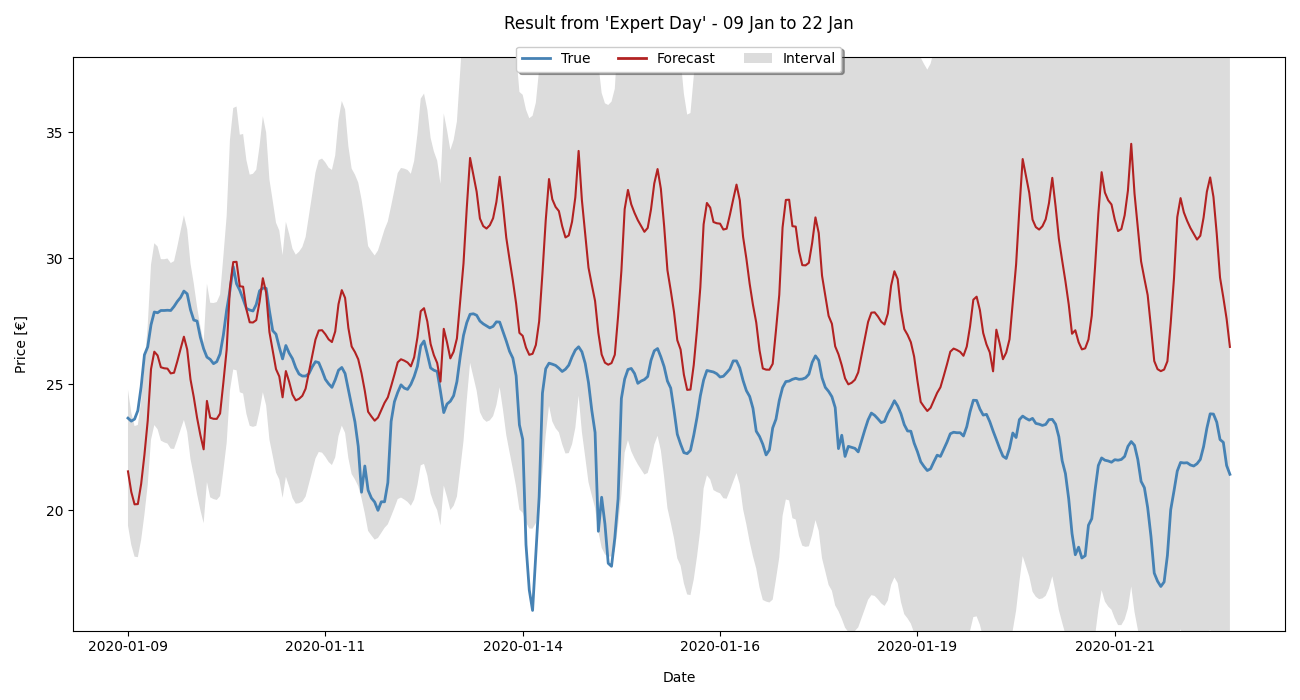 Result from 'Expert Day' - 09 Jan to 22 Jan
True Forecast Interval
35
30
25
20
Price [€]
2020-01-09 2020-01-11 2020-01-14 2020-01-16 2020-01-19 2020-01-21
Date